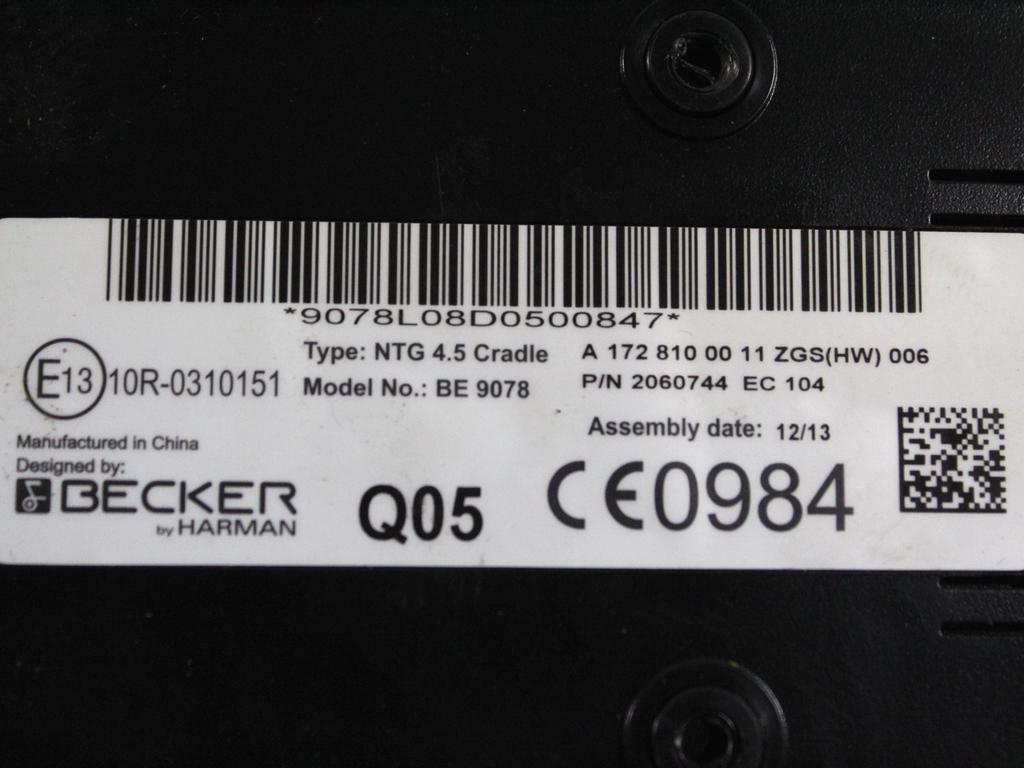 *9078L08D0500847*
Type: NTG 4.5 Cradle A 172 810 00 11 ZGS(HW) 006
E13 10R-0310151 Model No.: BE 9078 P/N 2060744 EC 104
Assembly date: 12/13
Manufactured in China
Designed by:
BECKER
by HARMAN
Q05
CE0984